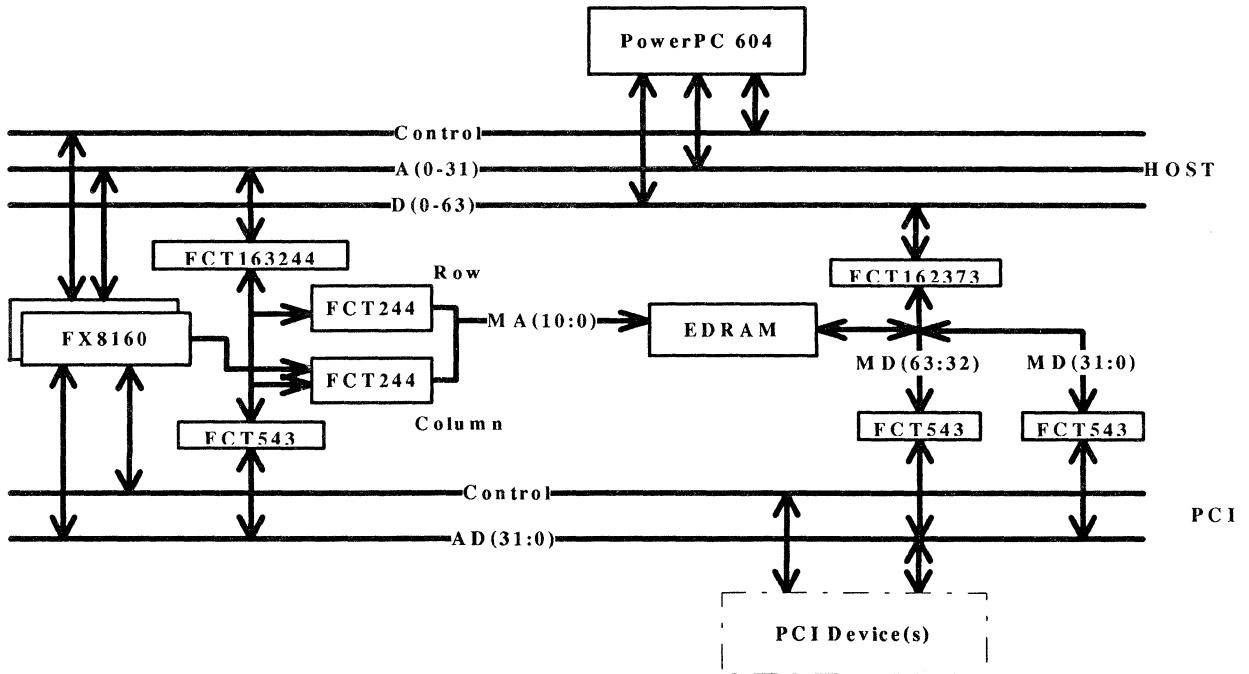 PowerPC 604
Control
A(0-31)
HOST
D(0-63)
FCT163244
Row
FCT162373
FCT244
MA(10:0)
EDRAM
FX8160
MD(63:32)
MD(31:0)
FCT244
Column
FCT543
FCT543
FCT543
Control
PCI
AD(31:0)
PCI Device(s)